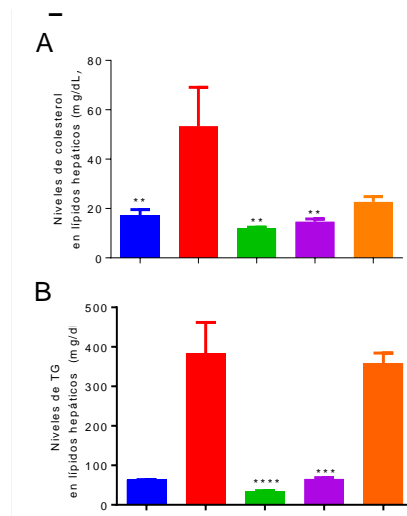 A
Niveles de colesterol
en lípidos hepáticos (mg/dL,
80
60
40
20
0
**
**
**
B
Niveles de TG
en lípidos hepáticos (mg/d
500
400
300
200
100
0
****
***